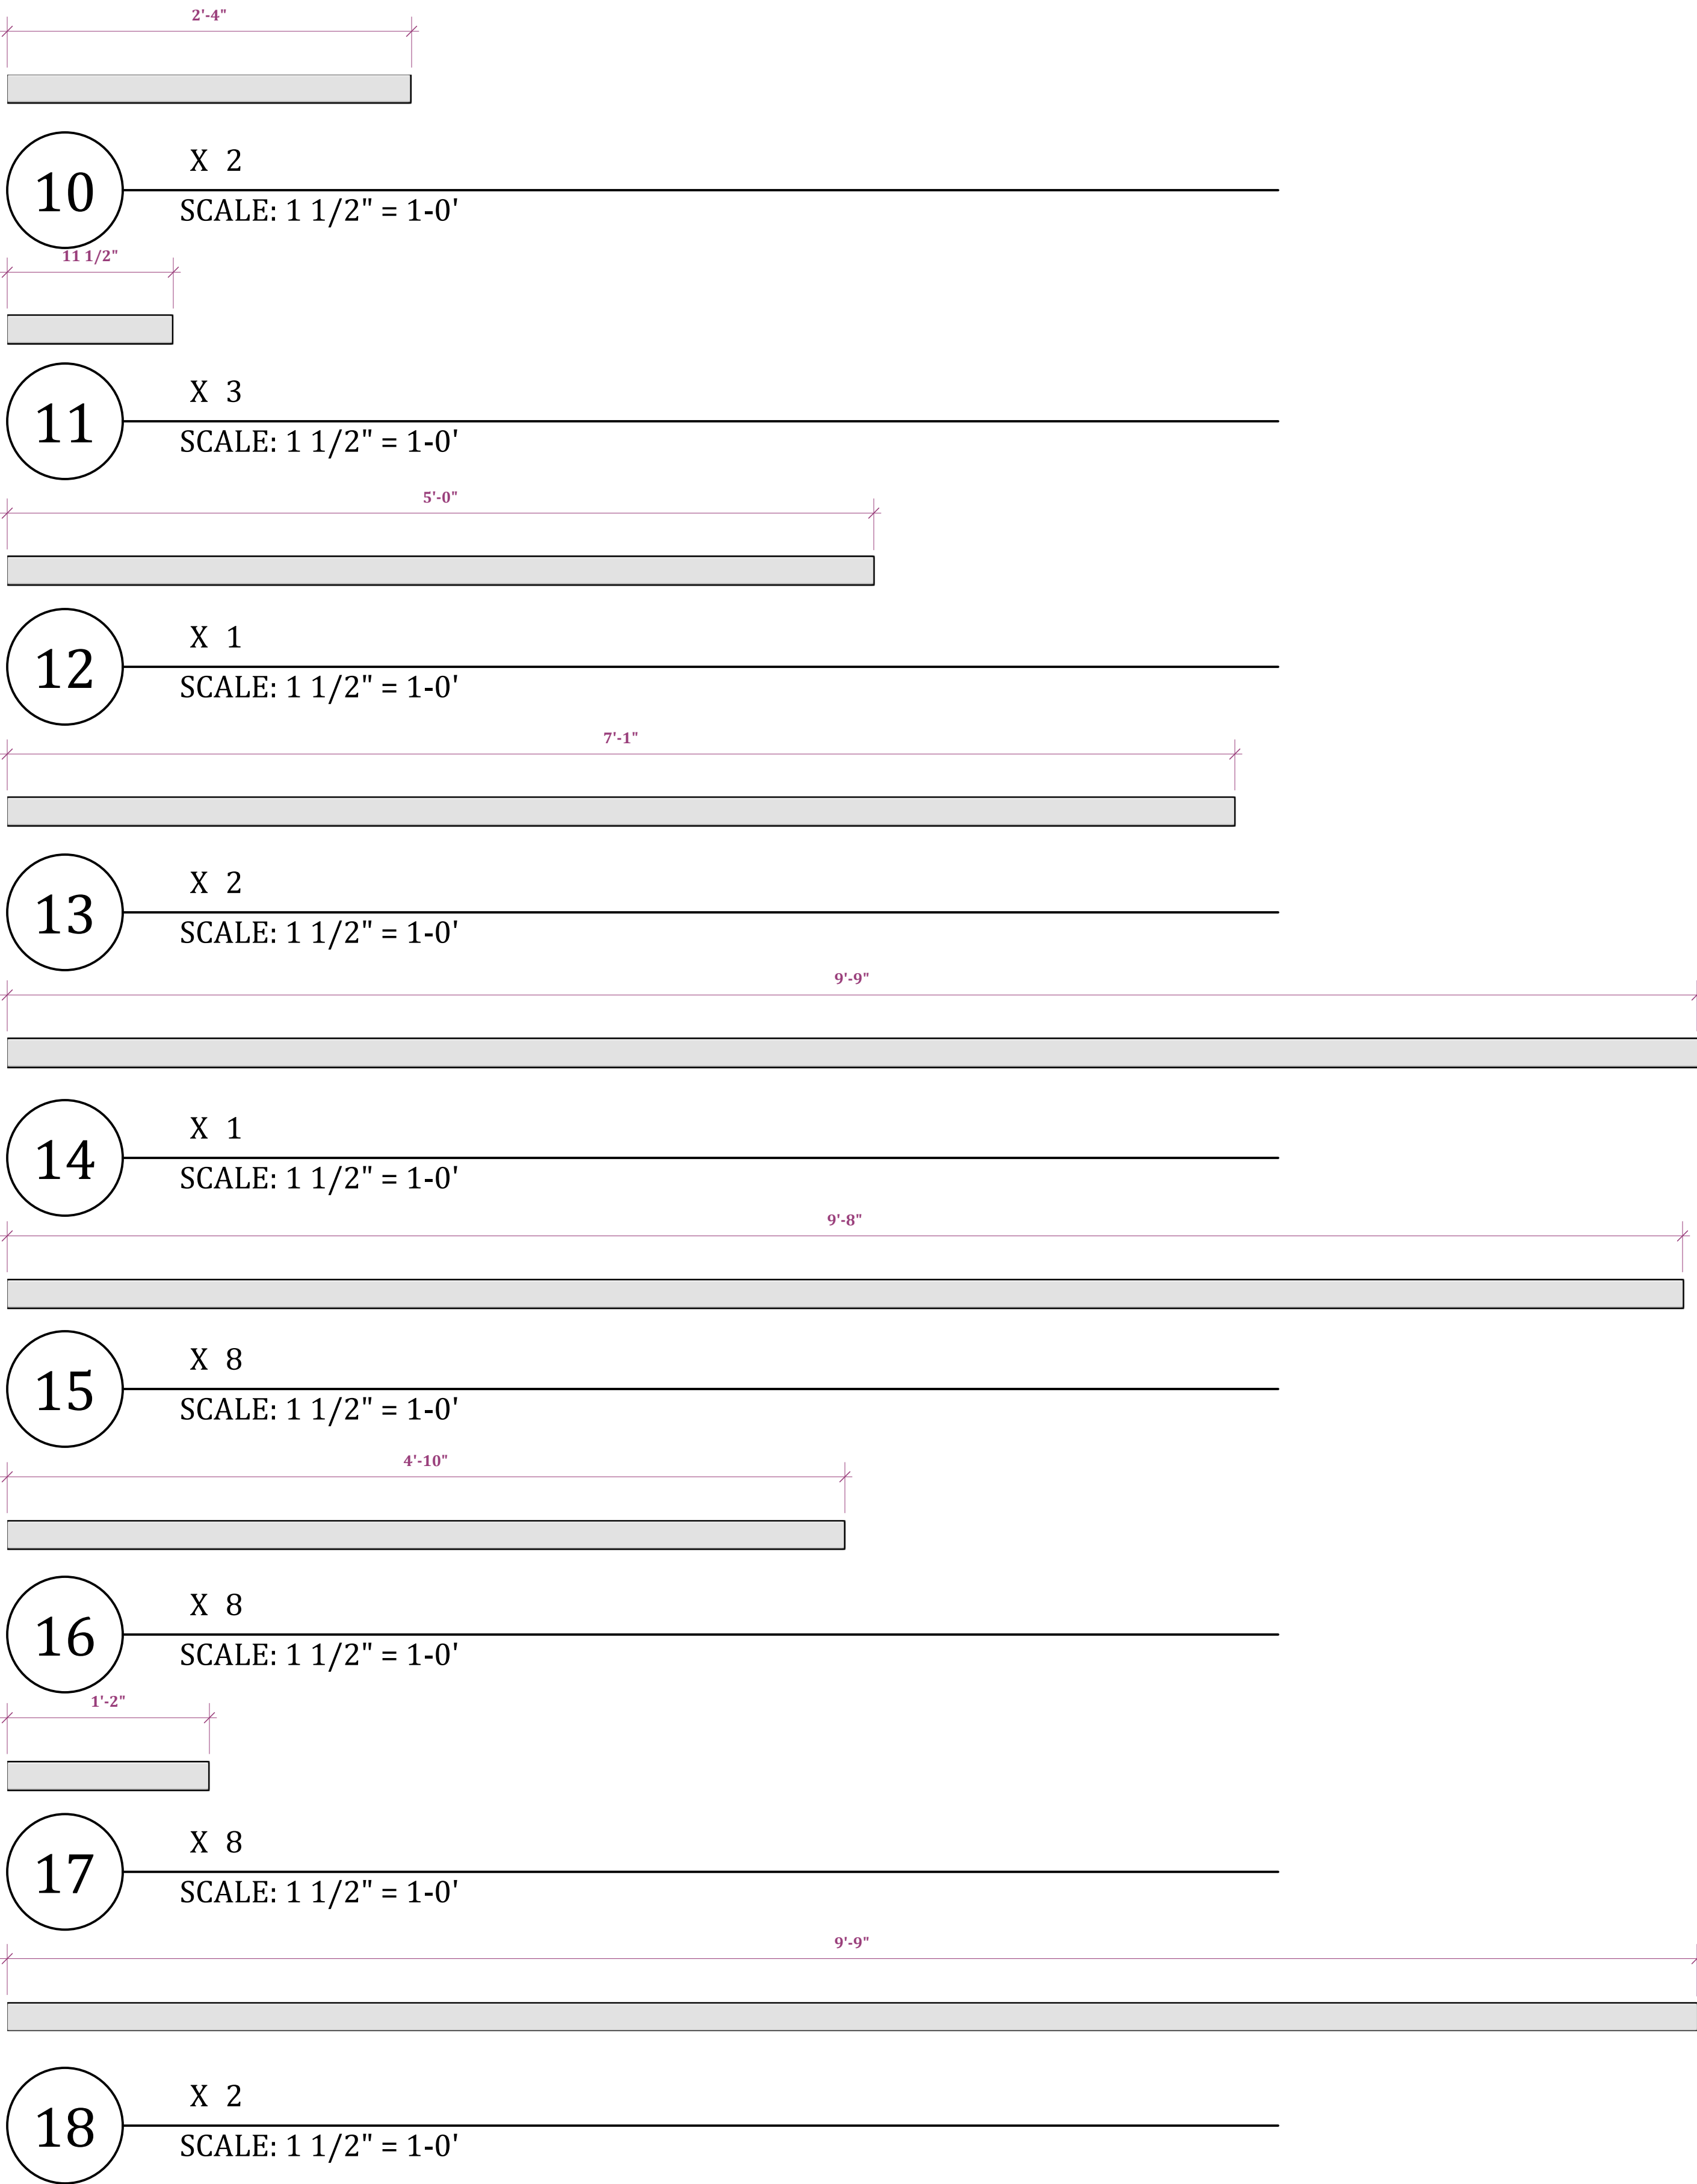 2'-4"
X 2
10
SCALE: 1 1/2" = 1-0'
11 1/2"
X 3
11
SCALE: 1 1/2" = 1-0'
5'-0"
X 1
12
SCALE: 1 1/2" = 1-0'
7'-1"
X 2
13
SCALE: 1 1/2" = 1-0'
9'-9"
X 1
14
SCALE: 1 1/2" = 1-0'
9'-8"
X 8
15
SCALE: 1 1/2" = 1-0'
4'-10"
X 8
16
SCALE: 1 1/2" = 1-0'
1'-2"
X 8
17
SCALE: 1 1/2" = 1-0'
9'-9"
X 2
18
SCALE: 1 1/2" = 1-0'